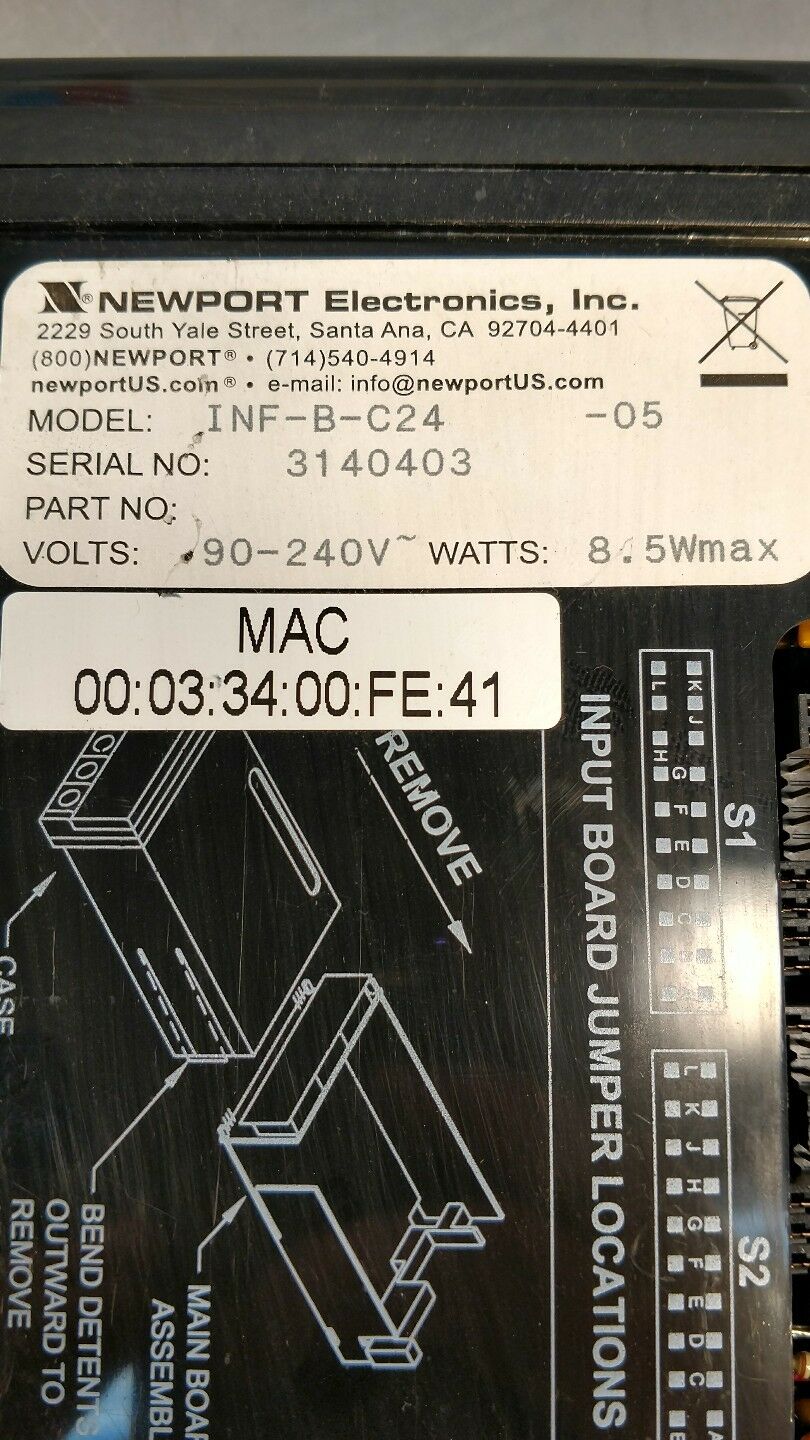 N® NEWPORT Electronics, Inc.
2229 South Yale Street, Santa Ana, CA 92704-4401
(800)NEWPORT® • (714)540-4914
newportUS.com® • e-mail: info@newportUS.com
MODEL: INF-B-C24 -05
SERIAL NO: 3140403
PART NO:
VOLTS: 90-240V~ WATTS: 8.5Wmax
MAC
00:03:34:00:FE:41
REMOVE
CASE
BEND DETENTS
OUTWARD TO
REMOVE
MAIN BOAR
ASSEMBL
INPUT BOARD JUMPER LOCATIONS
S1
L K J H G F E D C
S2
L K J H G F E D C B A